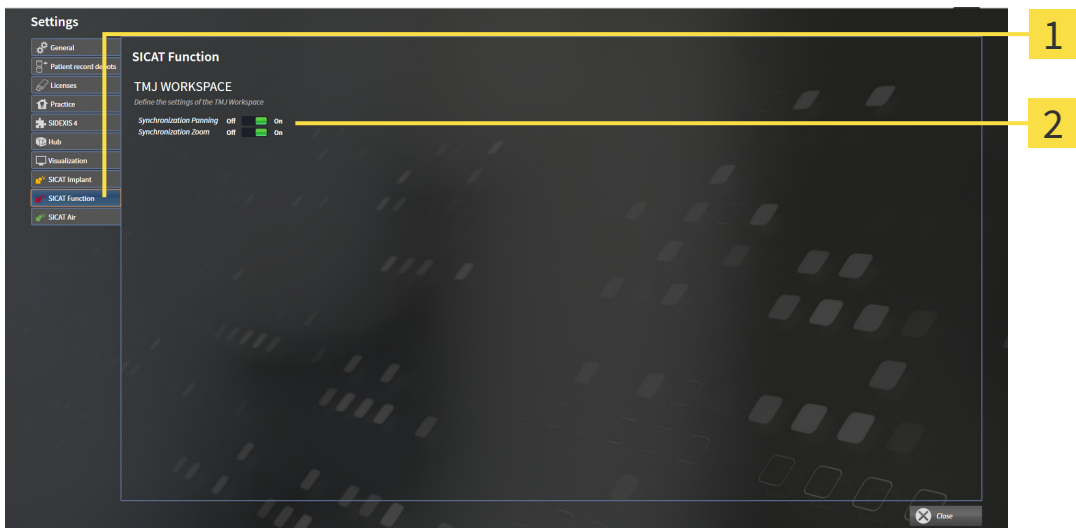 Settings
General
Patient record depots
Licenses
Practice
SIDEXIS 4
Hub
Visualization
SICAT Implant
SICAT Function
SICAT Air
SICAT Function
TMJ WORKSPACE
Define the settings of the TMJ Workspace
Synchronization Panning Off On
Synchronization Zoom Off On
Close
1
2